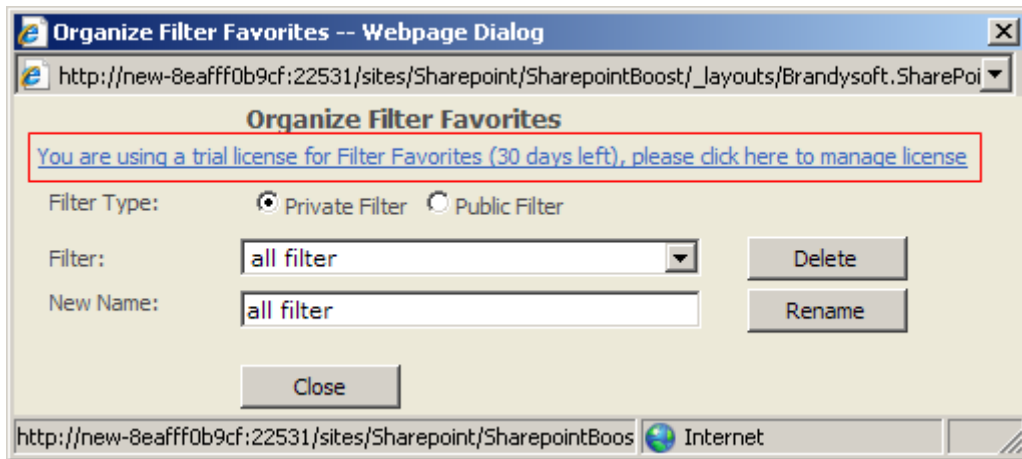 Organize Filter Favorites -- Webpage Dialog
http://new-8eafff0b9cf:22531/sites/Sharepoint/SharepointBoost/_layouts/Brandysoft.SharePoi
Organize Filter Favorites
You are using a trial license for Filter Favorites (30 days left), please click here to manage license
Filter Type: Private Filter Public Filter
Filter: all filter Delete
New Name: all filter Rename
Close
http://new-8eafff0b9cf:22531/sites/Sharepoint/SharepointBoos Internet